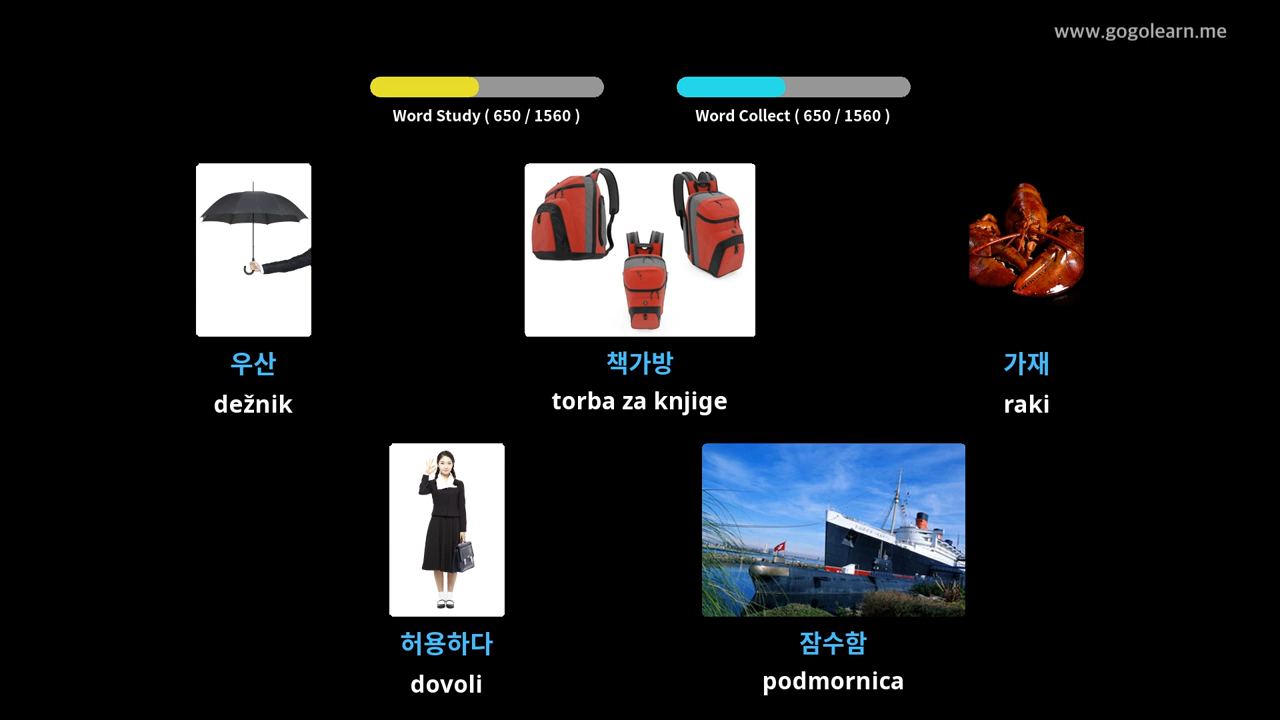 www.gogolearn.me
Word Study ( 650 / 1560 )
Word Collect ( 650 / 1560 )
우산
책가방
가재
dežnik
torba za knjige
raki
허용하다
잠수함
dovoli
podmornica